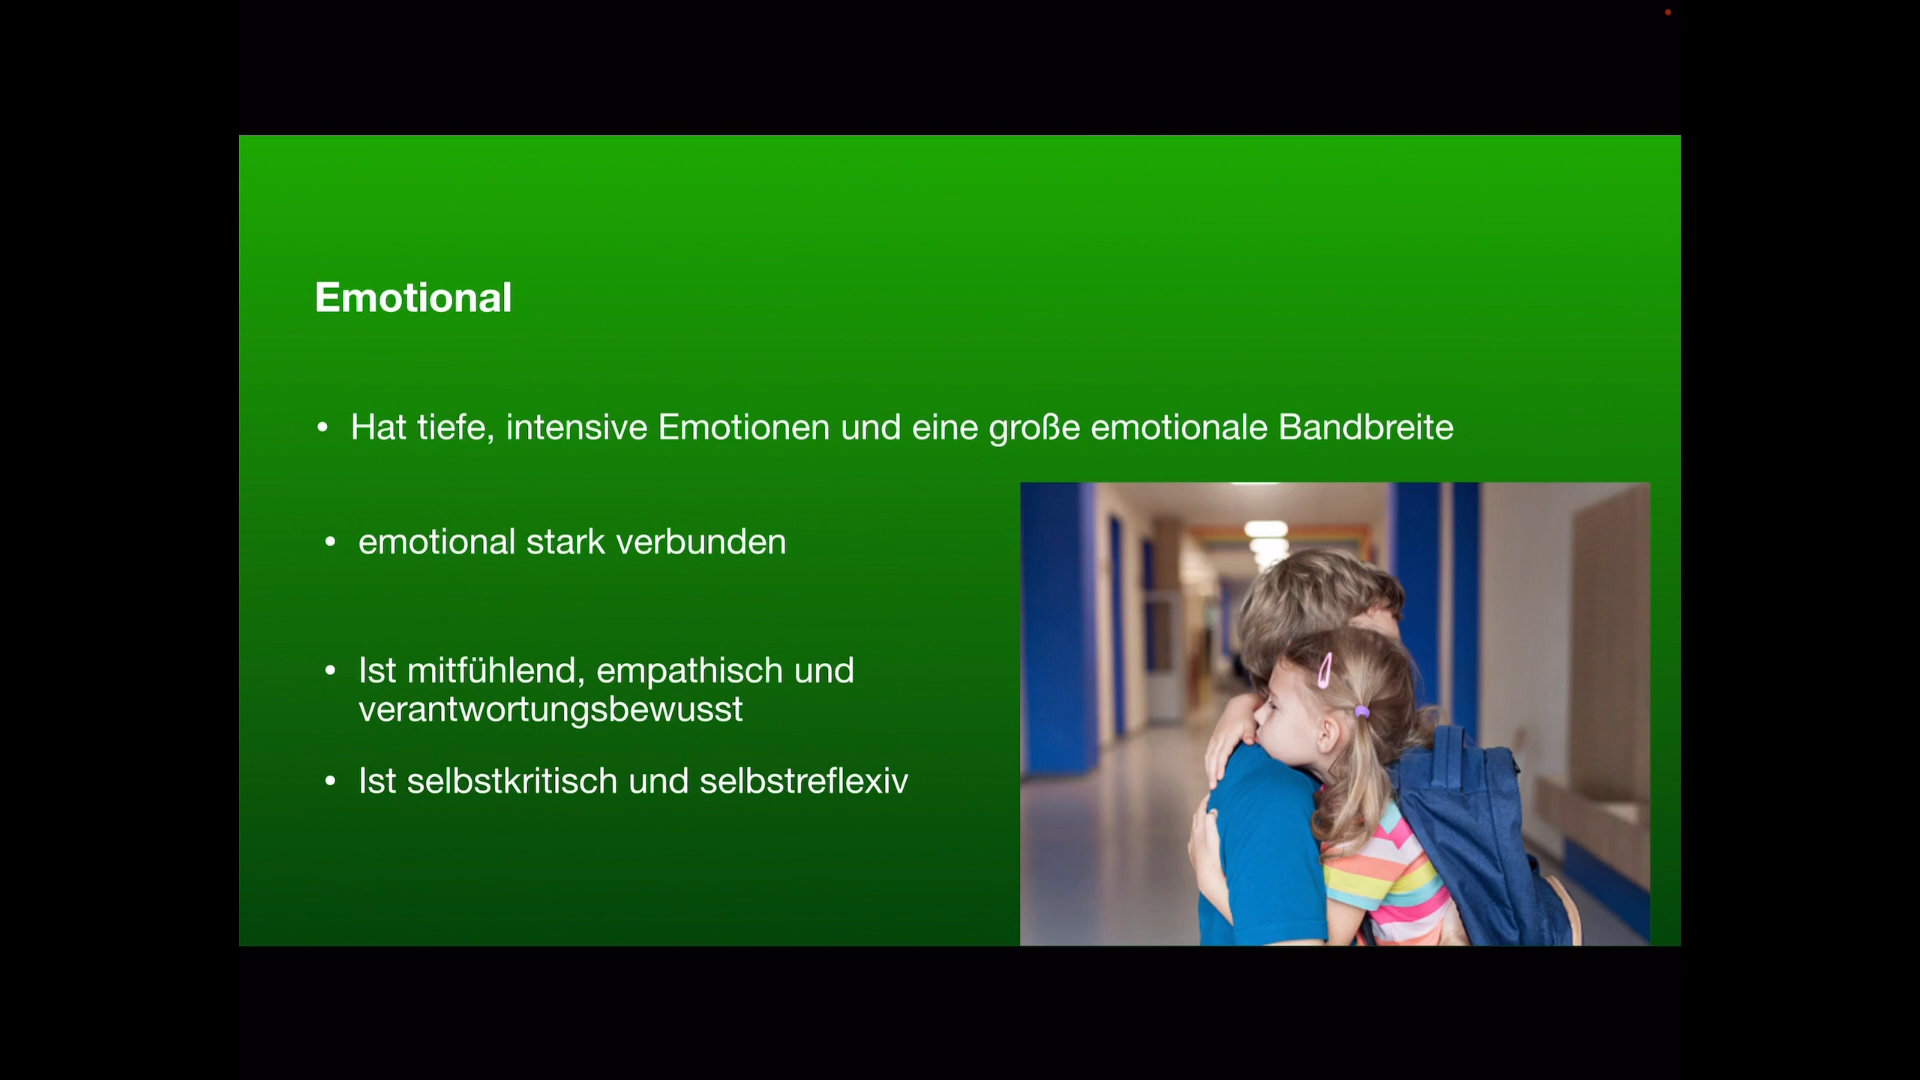 Emotional
• Hat tiefe, intensive Emotionen und eine große emotionale Bandbreite
• emotional stark verbunden
• Ist mitfühlend, empathisch und
verantwortungsbewusst
• Ist selbstkritisch und selbstreflexiv